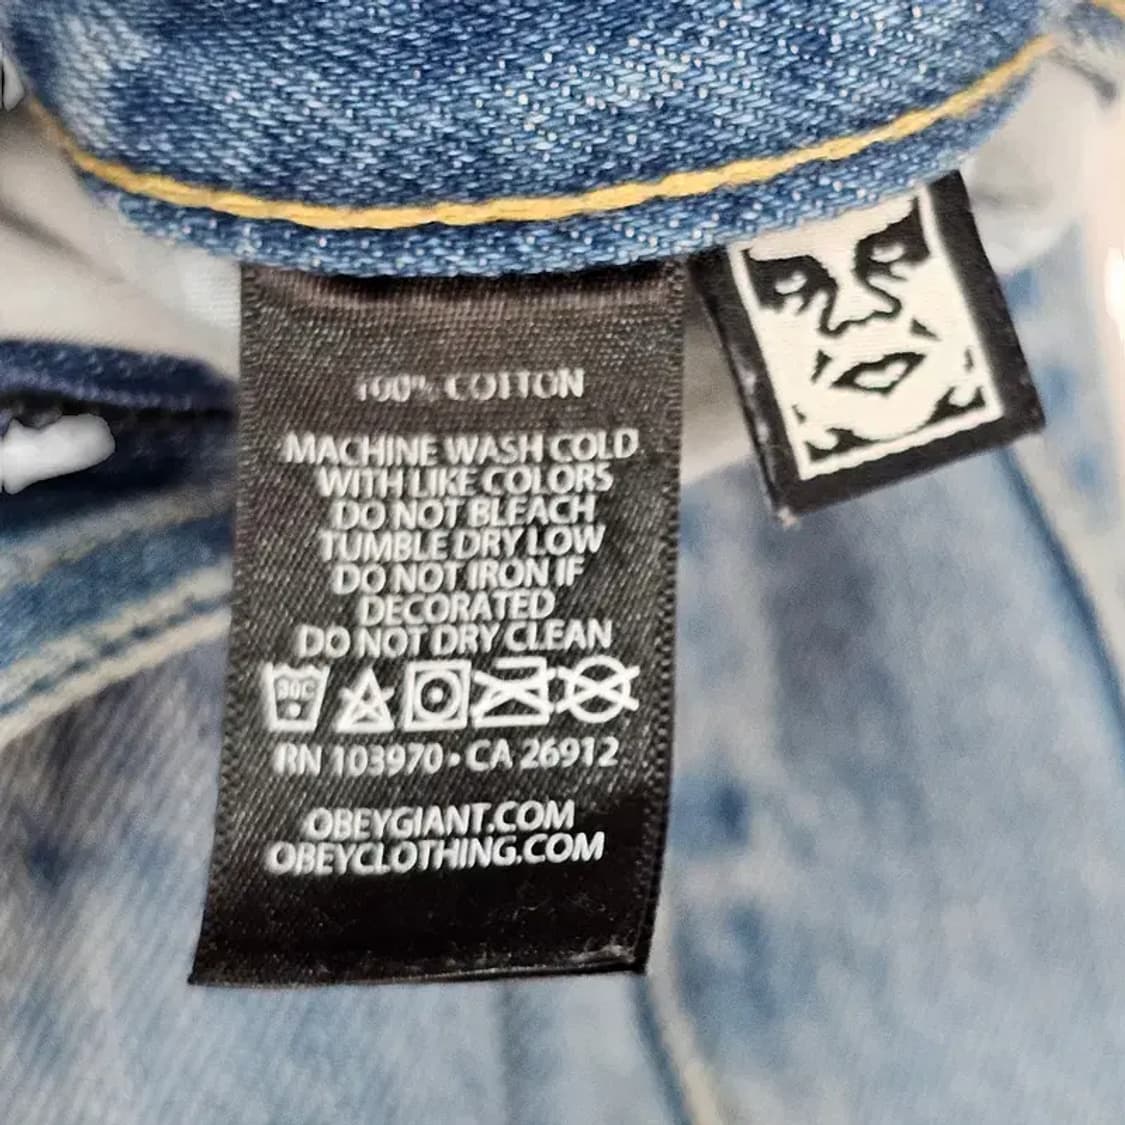 100% COTTON
MACHINE WASH COLD
WITH LIKE COLORS
DO NOT BLEACH
TUMBLE DRY LOW
DO NOT IRON IF
DECORATED
DO NOT DRY CLEAN
30C
RN 103970 • CA 26912
OBEYGIANT.COM
OBEYCLOTHING.COM